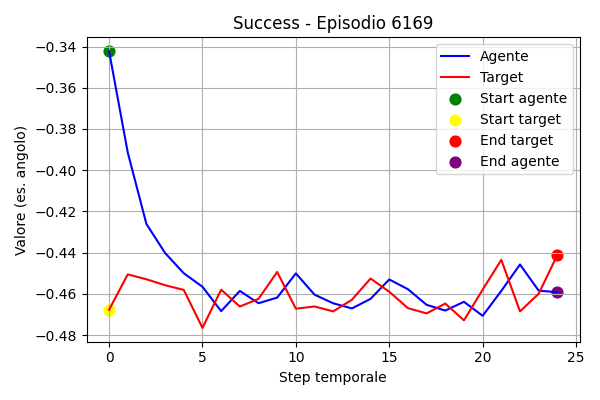 Success - Episodio 6169
Valore (es. angolo)
−0.34
−0.36
−0.38
−0.40
−0.42
−0.44
−0.46
−0.48
Agente
Target
Start agente
Start target
End target
End agente
0
5
10
15
20
25
Step temporale